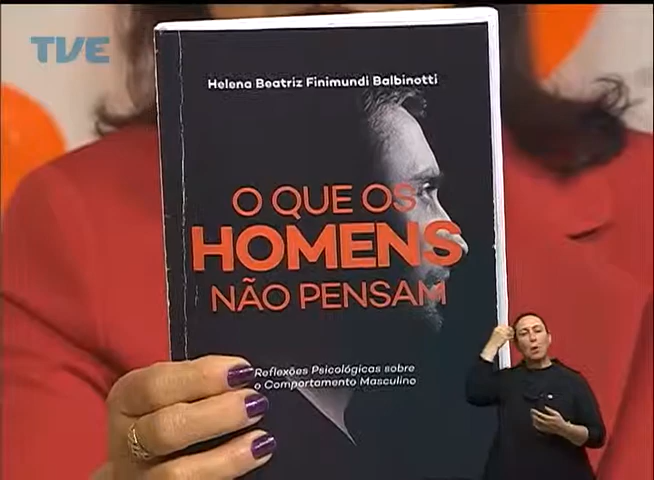 TVE
Helena Beatriz Finimundi Balbinotti
O QUE OS
HOMENS
NÃO PENSAM
Reflexões Psicológicas sobre
o Comportamento Masculino